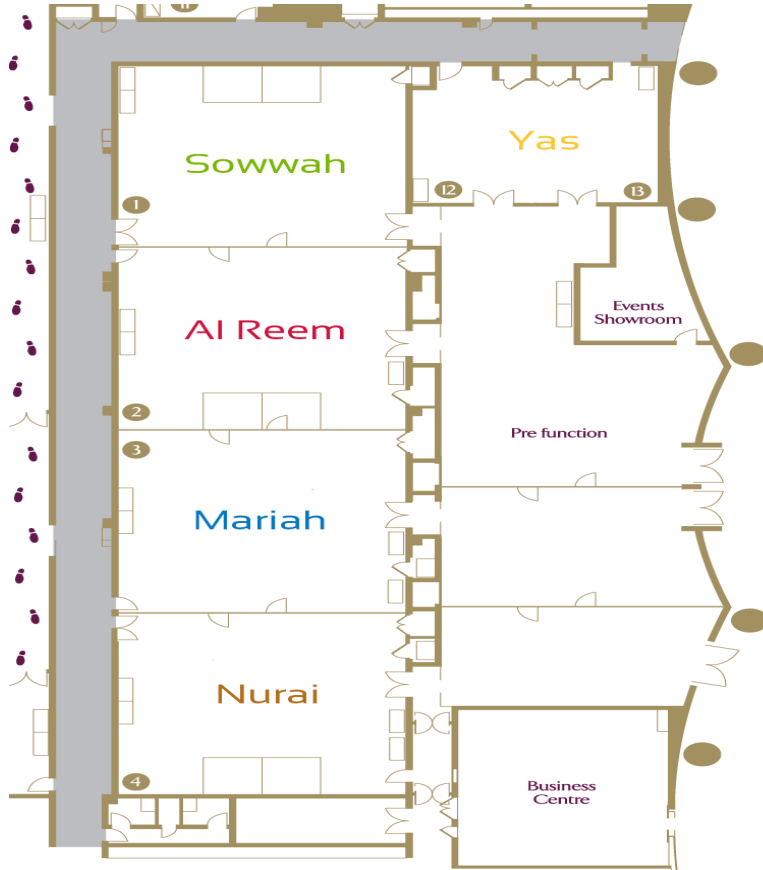 11
Sowwah
Yas
1
12
13
Al Reem
Events
Showroom
2
3
Pre function
Mariah
Nurai
4
Business
Centre